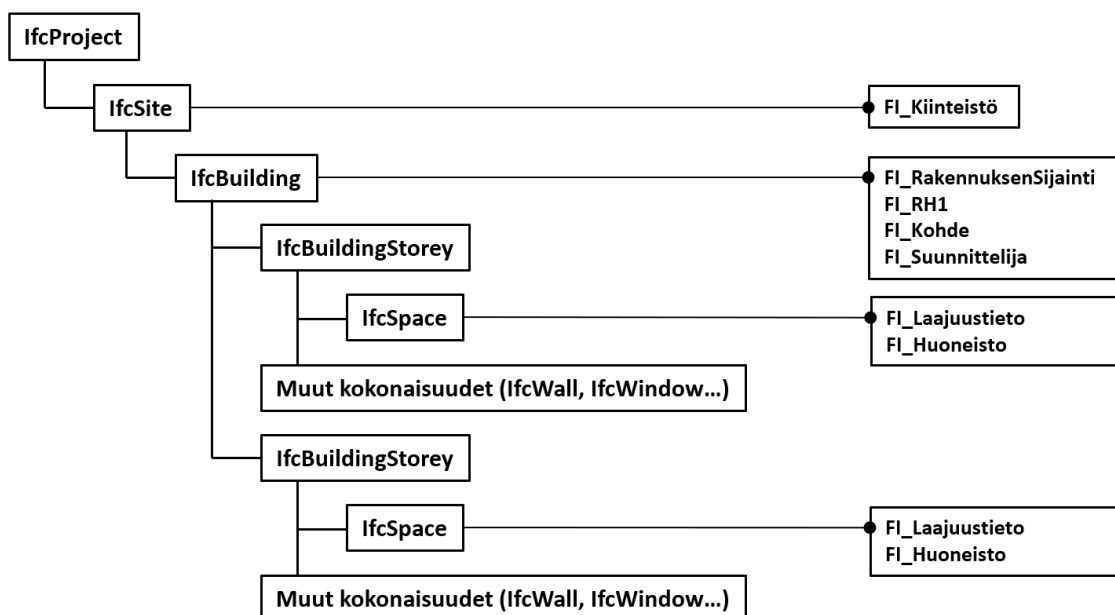 IfcProject
IfcSite
FI_Kiinteistö
IfcBuilding
FI_RakennuksenSijainti
FI_RH1
FI_Kohde
FI_Suunnittelija
IfcBuildingStorey
IfcSpace
FI_Laajuustieto
FI_Huoneisto
Muut kokonaisuudet (IfcWall, IfcWindow...)
IfcBuildingStorey
IfcSpace
FI_Laajuustieto
FI_Huoneisto
Muut kokonaisuudet (IfcWall, IfcWindow...)